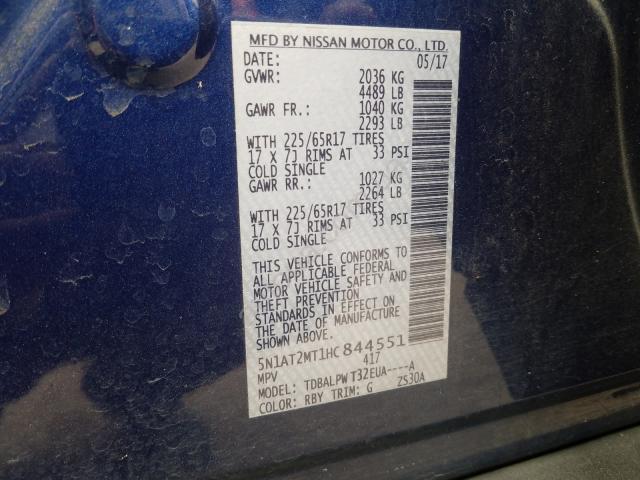 MFD BY NISSAN MOTOR CO., LTD.
DATE: 05/17
GVWR: 2036 KG
4489 LB
GAWR FR.: 1040 KG
2293 LB
WITH 225/65R17 TIRES
17 X 7J RIMS AT 33 PSI
COLD SINGLE
GAWR RR.: 1027 KG
2264 LB
WITH 225/65R17 TIRES
17 X 7J RIMS AT 33 PSI
COLD SINGLE
THIS VEHICLE CONFORMS TO
ALL APPLICABLE FEDERAL
MOTOR VEHICLE SAFETY AND
THEFT PREVENTION
STANDARDS IN EFFECT ON
THE DATE OF MANUFACTURE
SHOWN ABOVE.
5N1AT2MT1HC844551
MPV 417
MODEL: TDBALPWT32EUA----A
COLOR: RBY TRIM: G ZS30A